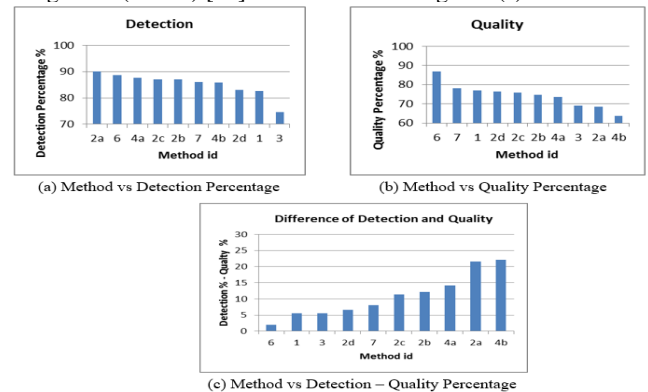 Detection
Detection Percentage %
100
90
80
70
2a 6 4a 2c 2b 7 4b 2d 1 3
Method id
(a) Method vs Detection Percentage
Quality
Quality Percentage %
100
90
80
70
60
6 7 1 2d 2c 2b 4a 3 2a 4b
Method id
(b) Method vs Quality Percentage
Difference of Detection and Quality
Detection % - Qualty %
30
25
20
15
10
5
0
6 1 3 2d 7 2c 2b 4a 2a 4b
Method id
(c) Method vs Detection – Quality Percentage